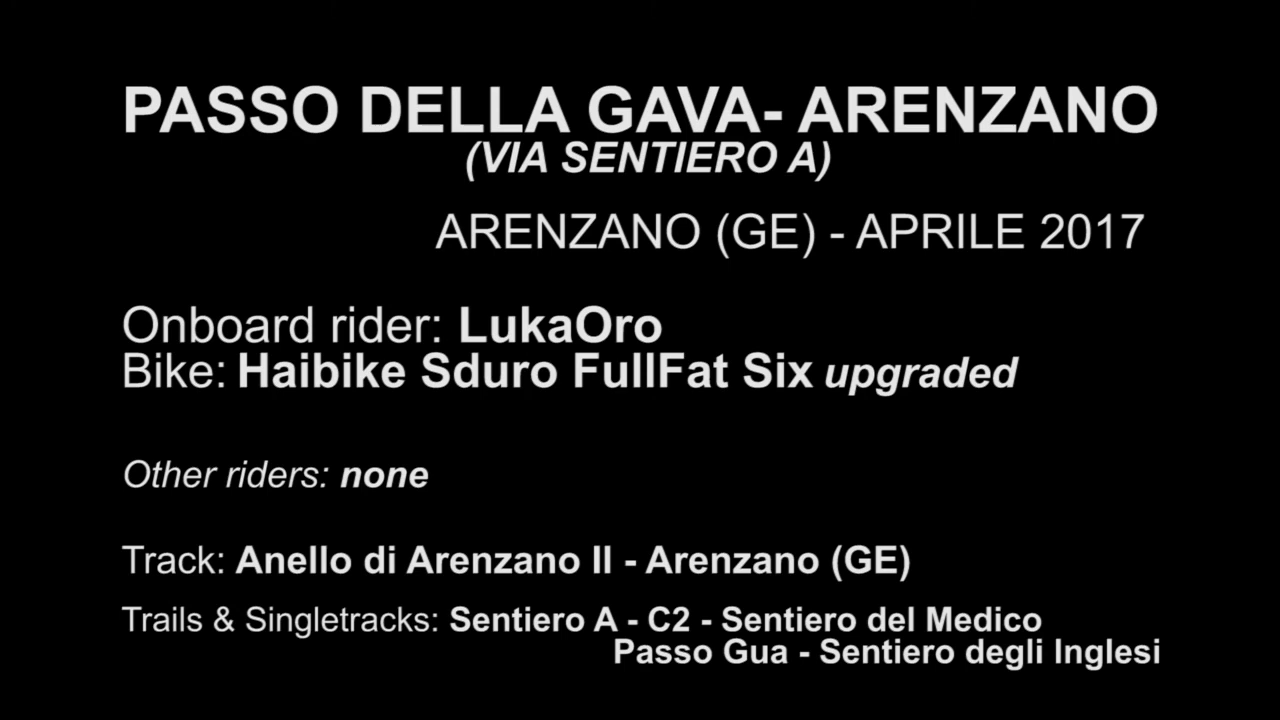 PASSO DELLA GAVA- ARENZANO
(VIA SENTIERO A)
ARENZANO (GE) - APRILE 2017
Onboard rider: LukaOro
Bike: Haibike Sduro FullFat Six upgraded
Other riders: none
Track: Anello di Arenzano II - Arenzano (GE)
Trails & Singletracks: Sentiero A - C2 - Sentiero del Medico
Passo Gua - Sentiero degli Inglesi